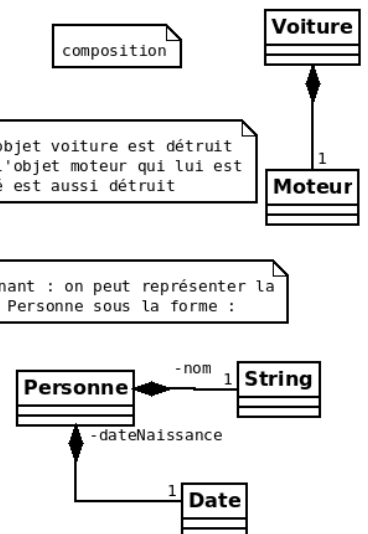 composition
Voiture
objet voiture est détruit
l'objet moteur qui lui est
est aussi détruit
1
Moteur
nant : on peut représenter la
Personne sous la forme :
-nom
Personne
1
String
-dateNaissance
1
Date